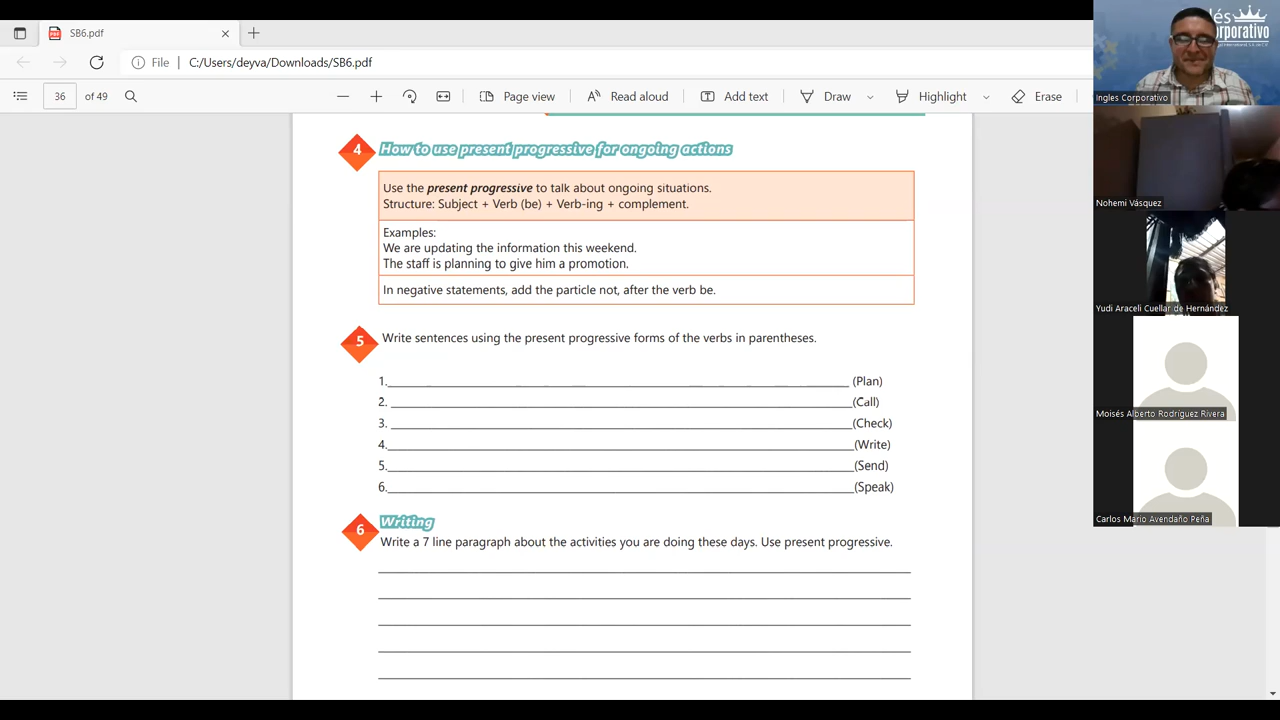 SB6.pdf
File
C:/Users/deyva/Downloads/SB6.pdf
36 of 49
Page view
Read aloud
Add text
Draw
Highlight
Erase
4 How to use present progressive for ongoing actions
Use the present progressive to talk about ongoing situations.
Structure: Subject + Verb (be) + Verb-ing + complement.
Examples:
We are updating the information this weekend.
The staff is planning to give him a promotion.
In negative statements, add the particle not, after the verb be.
5 Write sentences using the present progressive forms of the verbs in parentheses.
1. (Plan)
2. (Call)
3. (Check)
4. (Write)
5. (Send)
6. (Speak)
6 Writing
Write a 7 line paragraph about the activities you are doing these days. Use present progressive.
Ingles Corporativo
Nohemi Vásquez
Yudi Araceli Cuellar de Hernández
Moisés Alberto Rodríguez Rivera
Carlos Mario Avendaño Peña